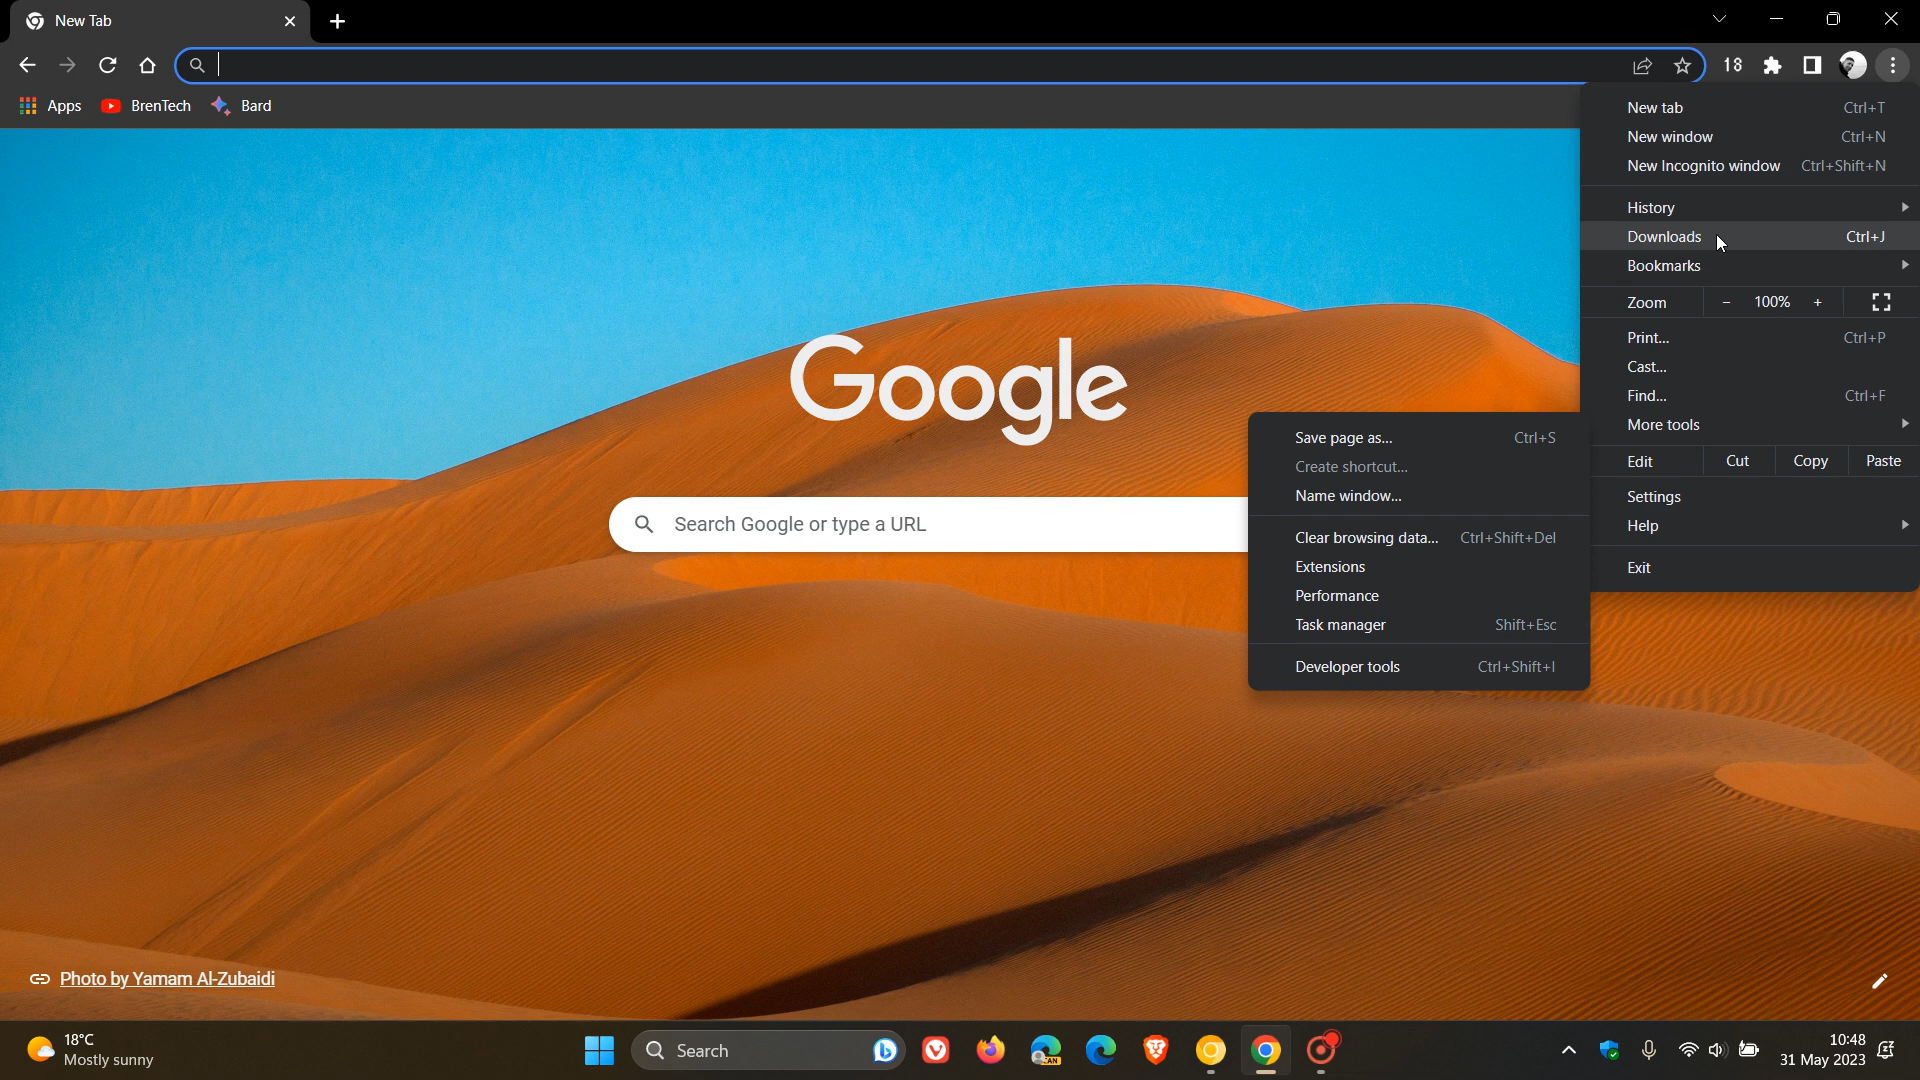 New Tab
18
Apps BrenTech Bard
New tab Ctrl+T
New window Ctrl+N
New Incognito window Ctrl+Shift+N
History
Downloads Ctrl+J
Bookmarks
Zoom - 100% +
Print... Ctrl+P
Cast...
Find... Ctrl+F
More tools
Edit Cut Copy Paste
Settings
Help
Exit
Google
Search Google or type a URL
Save page as... Ctrl+S
Create shortcut...
Name window...
Clear browsing data... Ctrl+Shift+Del
Extensions
Performance
Task manager Shift+Esc
Developer tools Ctrl+Shift+I
Photo by Yamam Al-Zubaidi
18°C
Mostly sunny
Search
CAN
10:48
31 May 2023